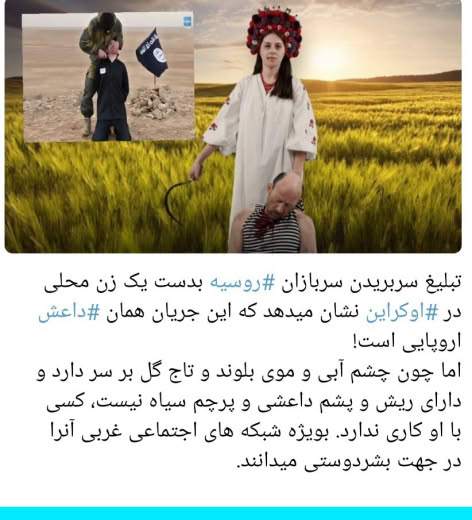 تبلیغ سربریدن سربازان #روسیه بدست یک زن محلی
در #اوکراین نشان میدهد که این جریان همان #داعش
اروپایی است!
اما چون چشم آبی و موی بلوند و تاج گل بر سر دارد و
دارای ریش و پشم داعشی و پرچم سیاه نیست، کسی
با او کاری ندارد. بویژه شبکه های اجتماعی غربی آنرا
در جهت بشردوستی میدانند.